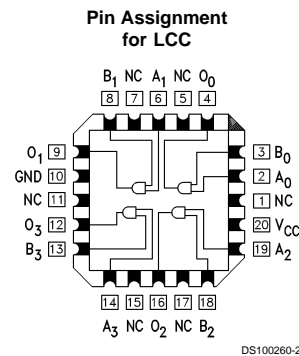 Pin Assignment
for LCC
B1 NC A1 NC O0
8 7 6 5 4
O1 9
GND 10
NC 11
O3 12
B3 13
3 B0
2 A0
1 NC
20 VCC
19 A2
14 15 16 17 18
A3 NC O2 NC B2
DS100260-2